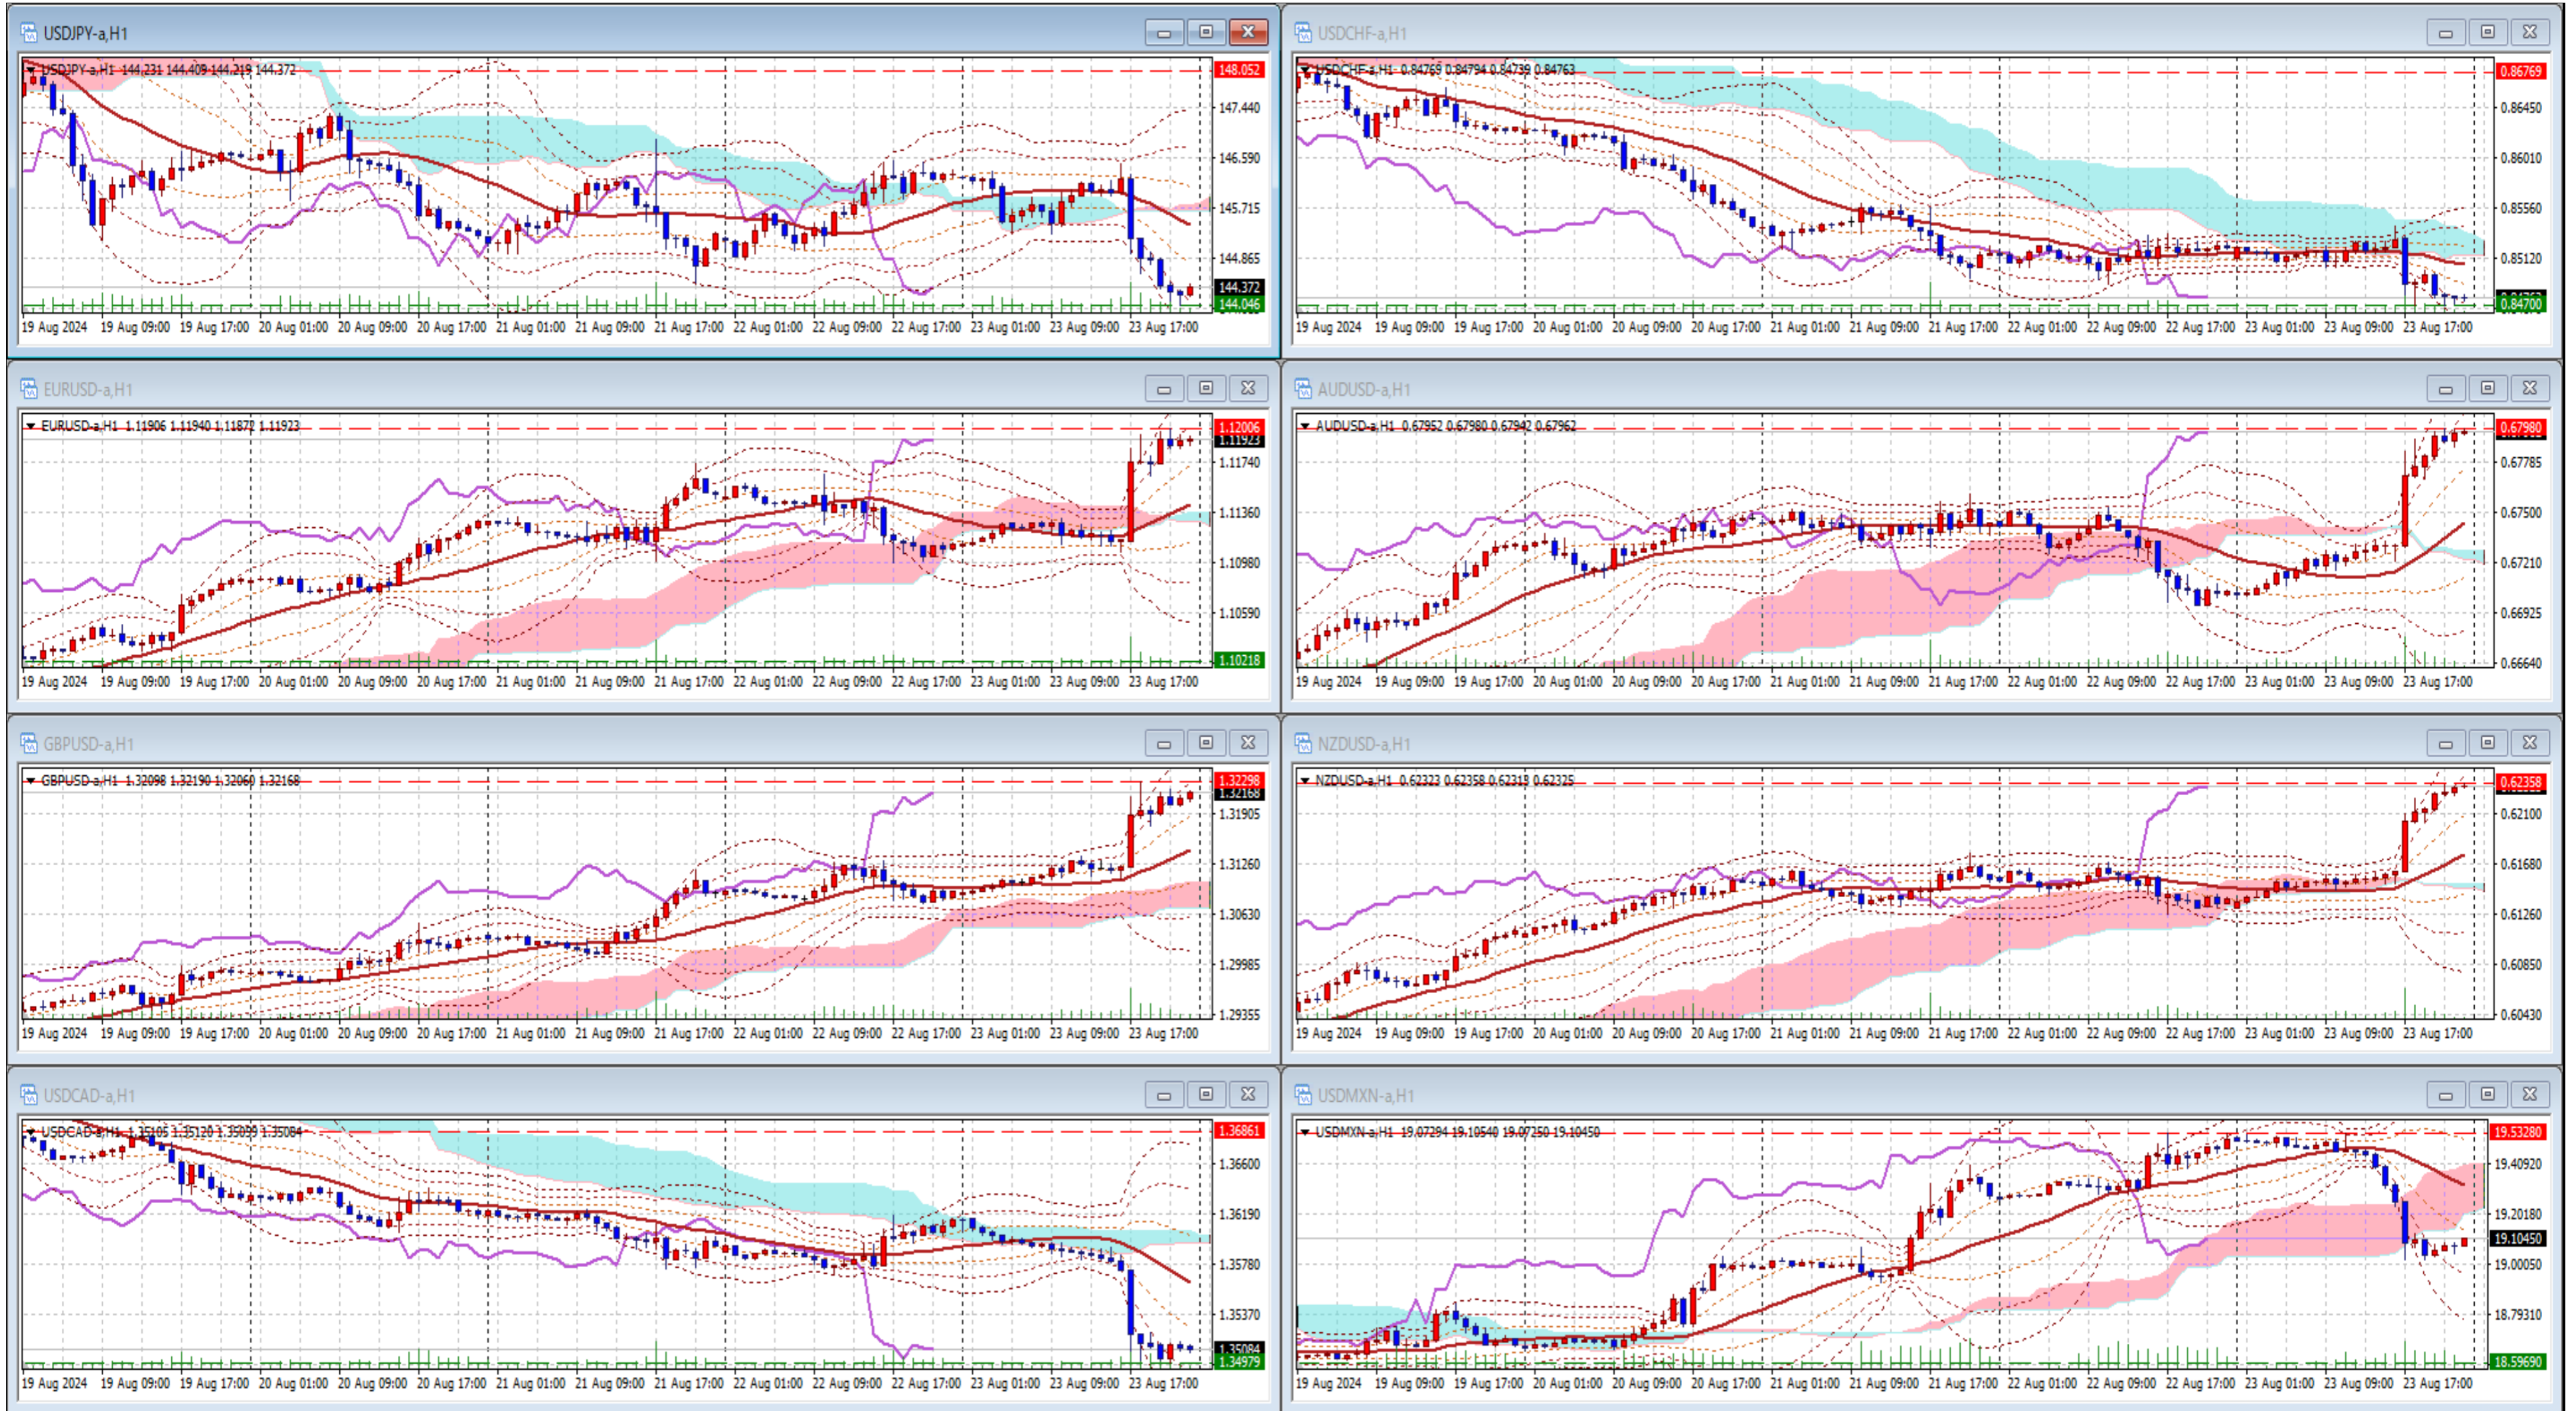 USDJPY-a,H1
USDJPY-a,H1 144.231 144.409 144.219 144.372
148.052
147.440
146.590
145.715
144.865
144.372
144.046
19 Aug 2024 19 Aug 09:00 19 Aug 17:00 20 Aug 01:00 20 Aug 09:00 20 Aug 17:00 21 Aug 01:00 21 Aug 09:00 21 Aug 17:00 22 Aug 01:00 22 Aug 09:00 22 Aug 17:00 23 Aug 01:00 23 Aug 09:00 23 Aug 17:00
USDCHF-a,H1
USDCHF-a,H1 0.84769 0.84794 0.84739 0.84763
0.86769
0.86450
0.86010
0.85560
0.85120
0.84700
19 Aug 2024 19 Aug 09:00 19 Aug 17:00 20 Aug 01:00 20 Aug 09:00 20 Aug 17:00 21 Aug 01:00 21 Aug 09:00 21 Aug 17:00 22 Aug 01:00 22 Aug 09:00 22 Aug 17:00 23 Aug 01:00 23 Aug 09:00 23 Aug 17:00
EURUSD-a,H1
EURUSD-a,H1 1.11906 1.11940 1.11872 1.11923
1.12006
1.11923
1.11740
1.11360
1.10980
1.10590
1.10218
19 Aug 2024 19 Aug 09:00 19 Aug 17:00 20 Aug 01:00 20 Aug 09:00 20 Aug 17:00 21 Aug 01:00 21 Aug 09:00 21 Aug 17:00 22 Aug 01:00 22 Aug 09:00 22 Aug 17:00 23 Aug 01:00 23 Aug 09:00 23 Aug 17:00
AUDUSD-a,H1
AUDUSD-a,H1 0.67952 0.67980 0.67942 0.67962
0.67980
0.67785
0.67500
0.67210
0.66925
0.66640
19 Aug 2024 19 Aug 09:00 19 Aug 17:00 20 Aug 01:00 20 Aug 09:00 20 Aug 17:00 21 Aug 01:00 21 Aug 09:00 21 Aug 17:00 22 Aug 01:00 22 Aug 09:00 22 Aug 17:00 23 Aug 01:00 23 Aug 09:00 23 Aug 17:00
GBPUSD-a,H1
GBPUSD-a,H1 1.32098 1.32190 1.32060 1.32168
1.32298
1.32168
1.31905
1.31260
1.30630
1.29985
1.29355
19 Aug 2024 19 Aug 09:00 19 Aug 17:00 20 Aug 01:00 20 Aug 09:00 20 Aug 17:00 21 Aug 01:00 21 Aug 09:00 21 Aug 17:00 22 Aug 01:00 22 Aug 09:00 22 Aug 17:00 23 Aug 01:00 23 Aug 09:00 23 Aug 17:00
NZDUSD-a,H1
NZDUSD-a,H1 0.62323 0.62358 0.62313 0.62325
0.62358
0.62100
0.61680
0.61260
0.60850
0.60430
19 Aug 2024 19 Aug 09:00 19 Aug 17:00 20 Aug 01:00 20 Aug 09:00 20 Aug 17:00 21 Aug 01:00 21 Aug 09:00 21 Aug 17:00 22 Aug 01:00 22 Aug 09:00 22 Aug 17:00 23 Aug 01:00 23 Aug 09:00 23 Aug 17:00
USDCAD-a,H1
USDCAD-a,H1 1.35105 1.35120 1.35084
1.36861
1.36600
1.36190
1.35780
1.35370
1.35084
1.34979
19 Aug 2024 19 Aug 09:00 19 Aug 17:00 20 Aug 01:00 20 Aug 09:00 20 Aug 17:00 21 Aug 01:00 21 Aug 09:00 21 Aug 17:00 22 Aug 01:00 22 Aug 09:00 22 Aug 17:00 23 Aug 01:00 23 Aug 09:00 23 Aug 17:00
USDMXN-a,H1
USDMXN-a,H1 19.07294 19.10540 19.07250 19.10450
19.53280
19.40920
19.20180
19.10450
19.00050
18.79310
18.59690
19 Aug 2024 19 Aug 09:00 19 Aug 17:00 20 Aug 01:00 20 Aug 09:00 20 Aug 17:00 21 Aug 01:00 21 Aug 09:00 21 Aug 17:00 22 Aug 01:00 22 Aug 09:00 22 Aug 17:00 23 Aug 01:00 23 Aug 09:00 23 Aug 17:00